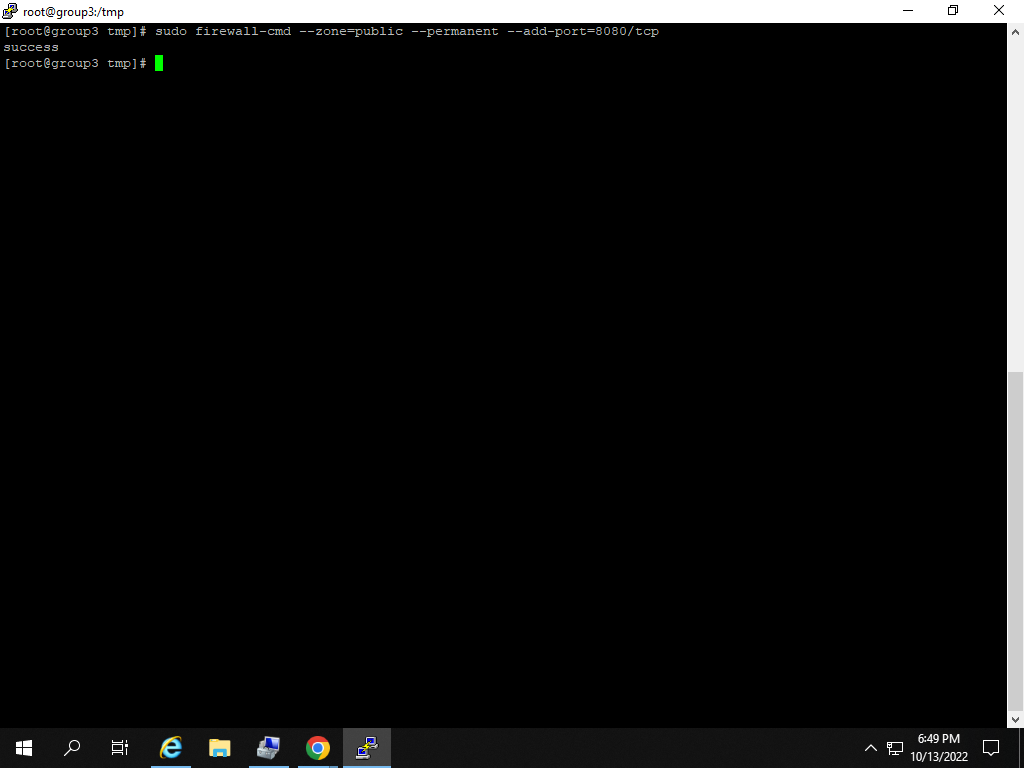 root@group3:/tmp
[root@group3 tmp]# sudo firewall-cmd --zone=public --permanent --add-port=8080/tcp
success
[root@group3 tmp]#
6:49 PM
10/13/2022